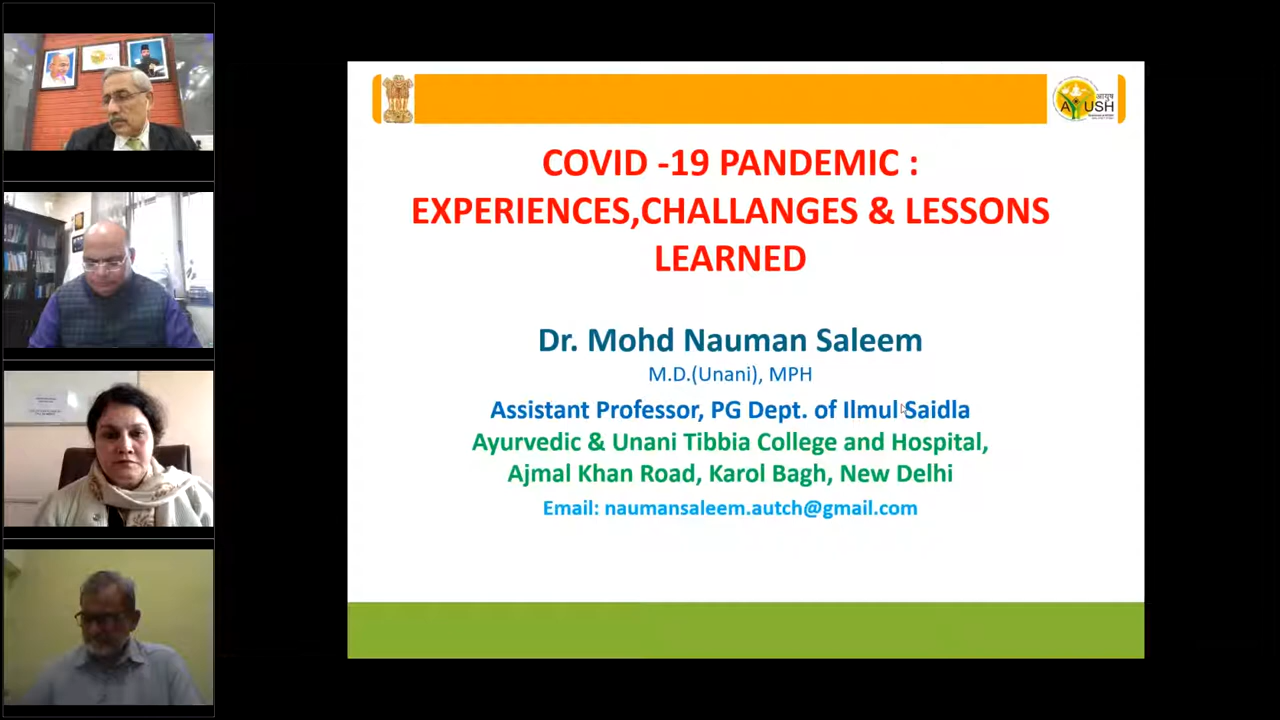 आयुष
AYUSH
COVID -19 PANDEMIC :
EXPERIENCES,CHALLANGES & LESSONS
LEARNED
Dr. Mohd Nauman Saleem
M.D.(Unani), MPH
Assistant Professor, PG Dept. of Ilmul Saidla
Ayurvedic & Unani Tibbia College and Hospital,
Ajmal Khan Road, Karol Bagh, New Delhi
Email: naumansaleem.autch@gmail.com